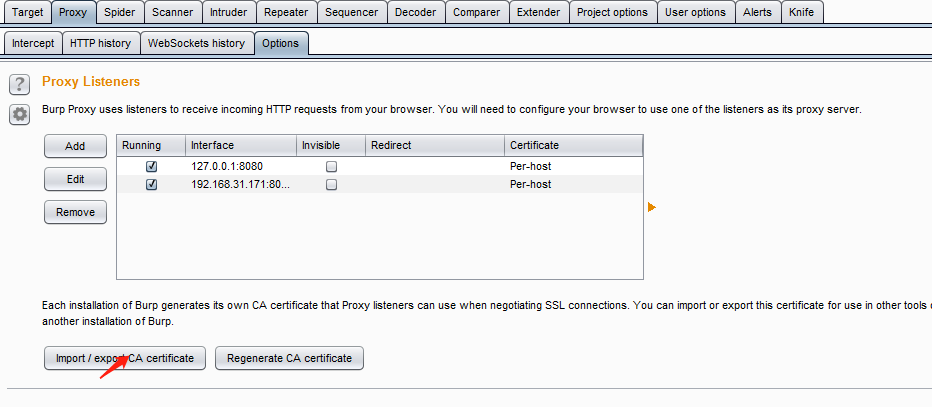 Target Proxy Spider Scanner Intruder Repeater Sequencer Decoder Comparer Extender Project options User options Alerts Knife
Intercept HTTP history WebSockets history Options
? Proxy Listeners
Burp Proxy uses listeners to receive incoming HTTP requests from your browser. You will need to configure your browser to use one of the listeners as its proxy server.
Add Running Interface Invisible Redirect Certificate
127.0.0.1:8080 Per-host
Edit 192.168.31.171:80... Per-host
Remove
Each installation of Burp generates its own CA certificate that Proxy listeners can use when negotiating SSL connections. You can import or export this certificate for use in other tools
another installation of Burp.
Import / export CA certificate Regenerate CA certificate